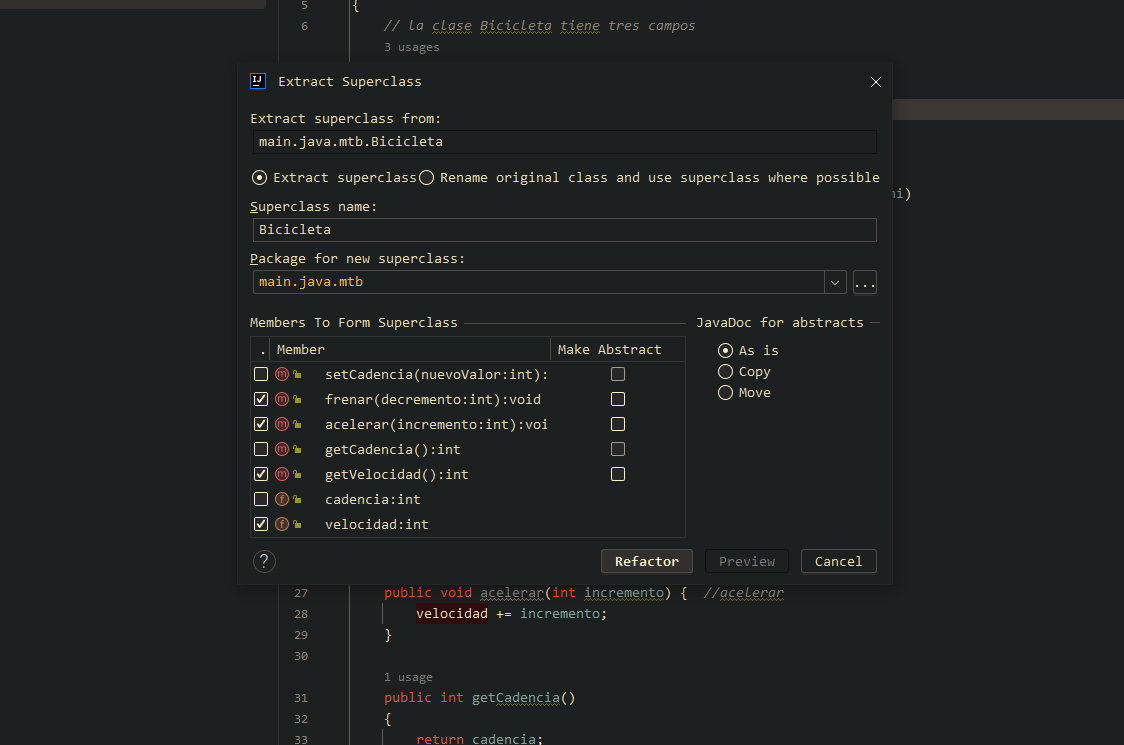 5 {
6 // la clase Bicicleta tiene tres campos
3 usages
IJ Extract Superclass
Extract superclass from:
main.java.mtb.Bicicleta
Extract superclass Rename original class and use superclass where possible
ni)
Superclass name:
Bicicleta
Package for new superclass:
main.java.mtb
...
Members To Form Superclass JavaDoc for abstracts
. Member Make Abstract
As is
m setCadencia(nuevoValor:int):
Copy
m frenar(decremento:int):void
Move
m acelerar(incremento:int):voi
m getCadencia():int
m getVelocidad():int
f cadencia:int
f velocidad:int
? Refactor Preview Cancel
27 public void acelerar(int incremento) { //acelerar
28 velocidad += incremento;
29 }
30
1 usage
31 public int getCadencia()
32 {
33 return cadencia;